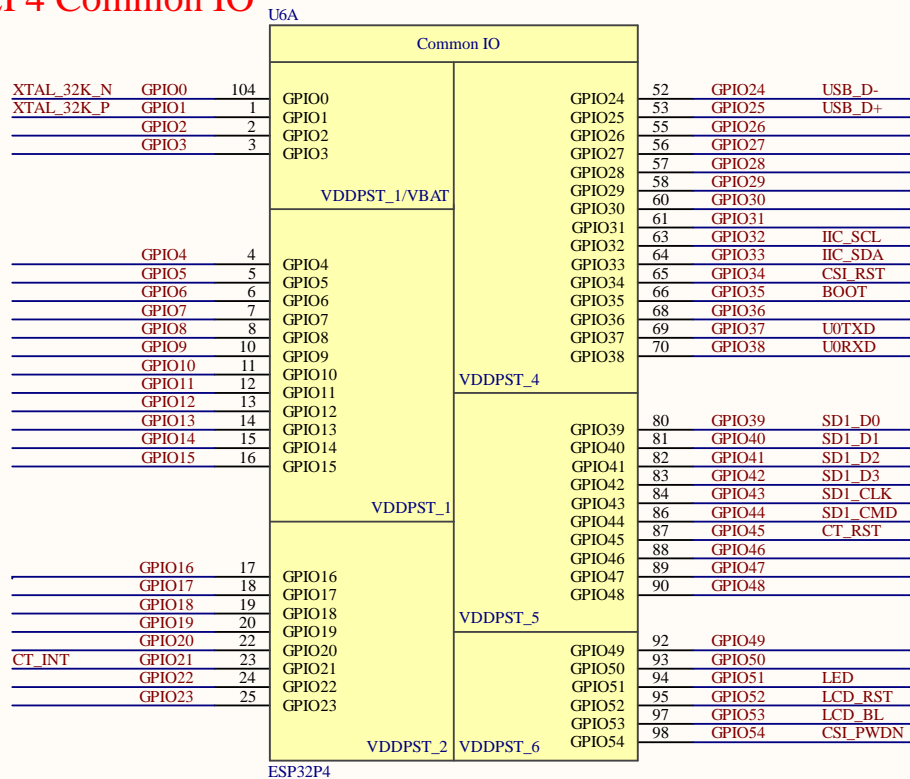 P4 Common IO
U6A
Common IO
XTAL_32K_N GPIO0 104 GPIO0
XTAL_32K_P GPIO1 1 GPIO1
GPIO2 2 GPIO2
GPIO3 3 GPIO3
VDDPST_1/VBAT
GPIO4 4 GPIO4
GPIO5 5 GPIO5
GPIO6 6 GPIO6
GPIO7 7 GPIO7
GPIO8 8 GPIO8
GPIO9 10 GPIO9
GPIO10 11 GPIO10
GPIO11 12 GPIO11
GPIO12 13 GPIO12
GPIO13 14 GPIO13
GPIO14 15 GPIO14
GPIO15 16 GPIO15
VDDPST_1
GPIO16 17 GPIO16
GPIO17 18 GPIO17
GPIO18 19 GPIO18
GPIO19 20 GPIO19
GPIO20 22 GPIO20
CT_INT GPIO21 23 GPIO21
GPIO22 24 GPIO22
GPIO23 25 GPIO23
VDDPST_2
GPIO24 52 GPIO24 USB_D-
GPIO25 53 GPIO25 USB_D+
GPIO26 55 GPIO26
GPIO27 56 GPIO27
GPIO28 57 GPIO28
GPIO29 58 GPIO29
GPIO30 60 GPIO30
GPIO31 61 GPIO31
GPIO32 63 GPIO32 IIC_SCL
GPIO33 64 GPIO33 IIC_SDA
GPIO34 65 GPIO34 CSI_RST
GPIO35 66 GPIO35 BOOT
GPIO36 68 GPIO36
GPIO37 69 GPIO37 U0TXD
GPIO38 70 GPIO38 U0RXD
VDDPST_4
GPIO39 80 GPIO39 SD1_D0
GPIO40 81 GPIO40 SD1_D1
GPIO41 82 GPIO41 SD1_D2
GPIO42 83 GPIO42 SD1_D3
GPIO43 84 GPIO43 SD1_CLK
GPIO44 86 GPIO44 SD1_CMD
GPIO45 87 GPIO45 CT_RST
GPIO46 88 GPIO46
GPIO47 89 GPIO47
GPIO48 90 GPIO48
VDDPST_5
GPIO49 92 GPIO49
GPIO50 93 GPIO50
GPIO51 94 GPIO51 LED
GPIO52 95 GPIO52 LCD_RST
GPIO53 97 GPIO53 LCD_BL
GPIO54 98 GPIO54 CSI_PWDN
VDDPST_6
ESP32P4